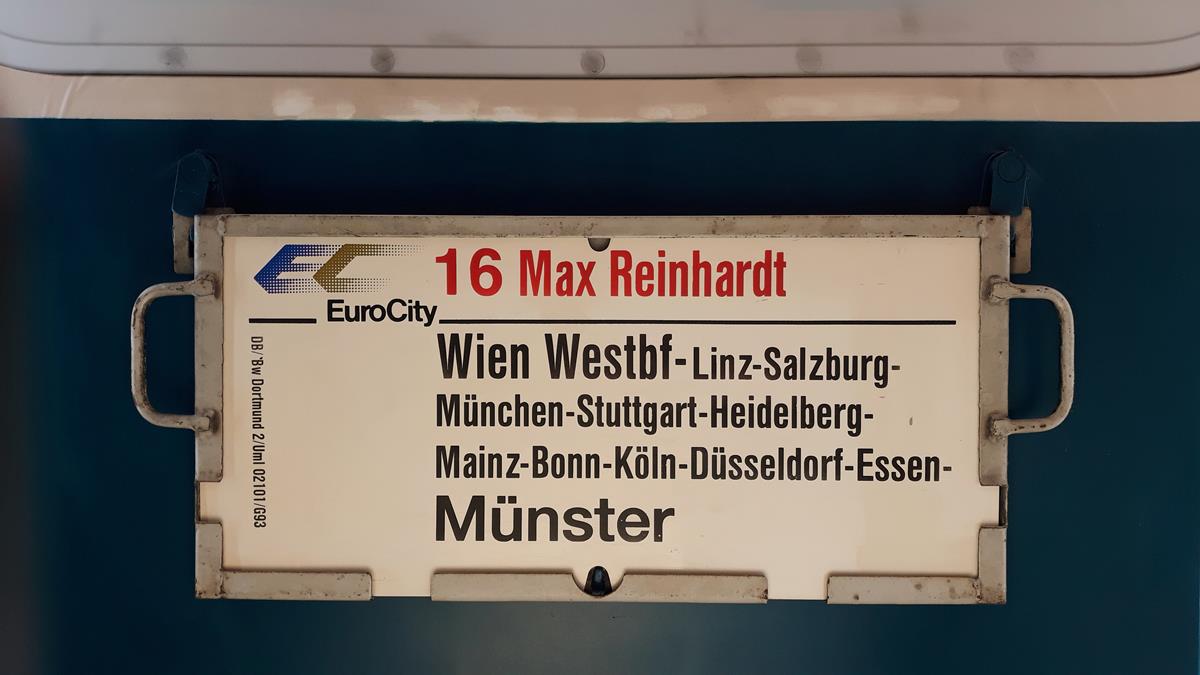 EC 16 Max Reinhardt
EuroCity
Wien Westbf-Linz-Salzburg-
München-Stuttgart-Heidelberg-
Mainz-Bonn-Köln-Düsseldorf-Essen-
Münster
DB/Bw Dortmund 2/Uml 02101/G93